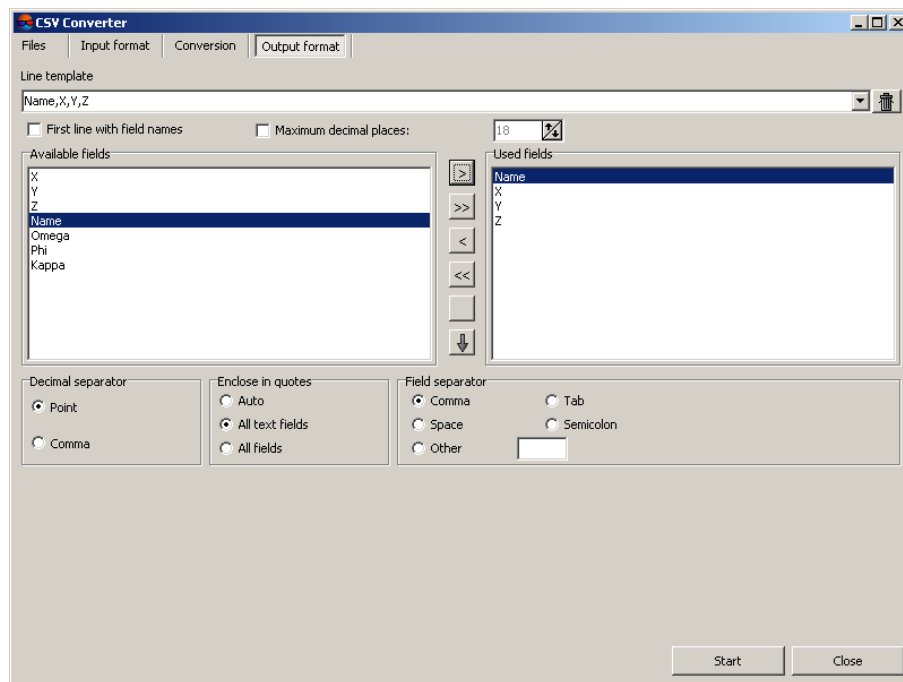 CSV Converter
Files Input format Conversion Output format
Line template
Name,X,Y,Z
First line with field names Maximum decimal places: 18
Available fields
X
Y
Z
Name
Omega
Phi
Kappa
>
>>
<
<<
Used fields
Name
X
Y
Z
Decimal separator
Point
Comma
Enclose in quotes
Auto
All text fields
All fields
Field separator
Comma Tab
Space Semicolon
Other
Start Close